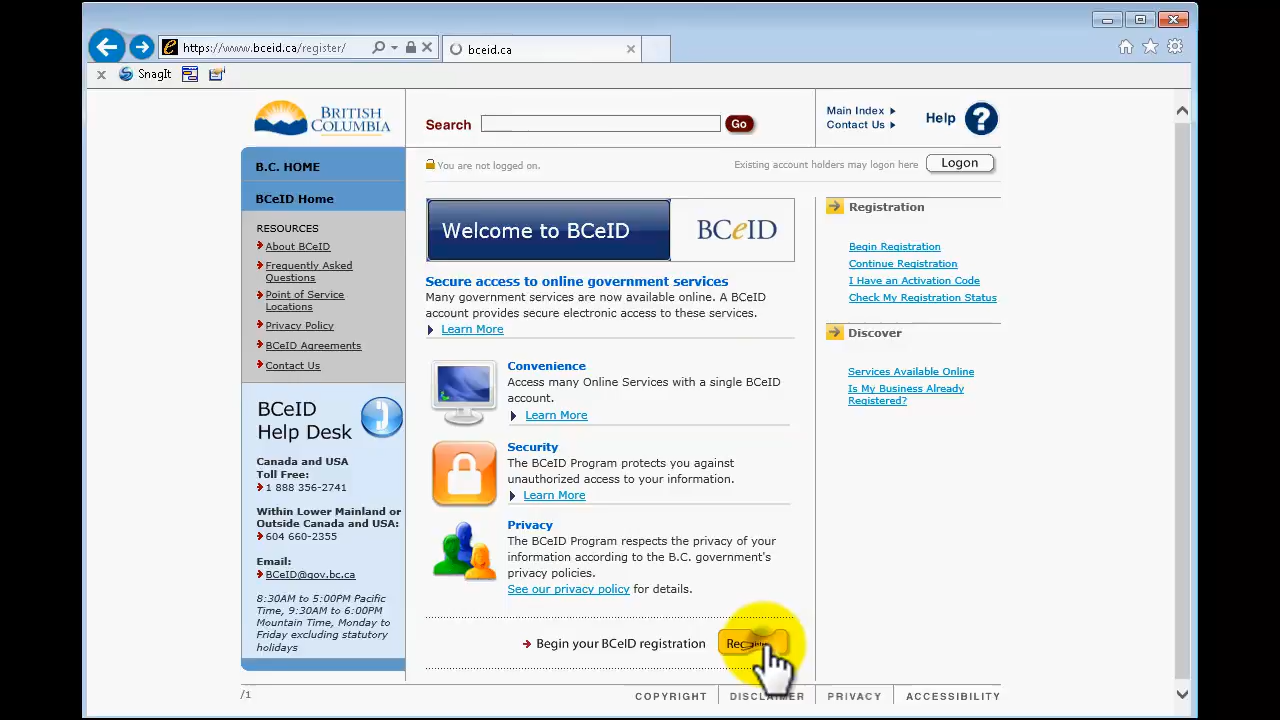 https://www.bceid.ca/register/
bceid.ca
SnagIt
BRITISH
COLUMBIA
Search
Go
Main Index
Contact Us
Help
?
B.C. HOME
You are not logged on.
Existing account holders may logon here
Logon
BCeID Home
RESOURCES
About BCeID
Frequently Asked
Questions
Point of Service
Locations
Privacy Policy
BCeID Agreements
Contact Us
BCeID
Help Desk
Canada and USA
Toll Free:
1 888 356-2741
Within Lower Mainland or
Outside Canada and USA:
604 660-2355
Email:
BCeID@gov.bc.ca
8:30AM to 5:00PM Pacific
Time, 9:30AM to 6:00PM
Mountain Time, Monday to
Friday excluding statutory
holidays
Welcome to BCeID
BCeID
Secure access to online government services
Many government services are now available online. A BCeID
account provides secure electronic access to these services.
Learn More
Convenience
Access many Online Services with a single BCeID
account.
Learn More
Security
The BCeID Program protects you against
unauthorized access to your information.
Learn More
Privacy
The BCeID Program respects the privacy of your
information according to the B.C. government's
privacy policies.
See our privacy policy for details.
Begin your BCeID registration
Registration
Begin Registration
Continue Registration
I Have an Activation Code
Check My Registration Status
Discover
Services Available Online
Is My Business Already
Registered?
/1
COPYRIGHT
DISCLAIMER
PRIVACY
ACCESSIBILITY